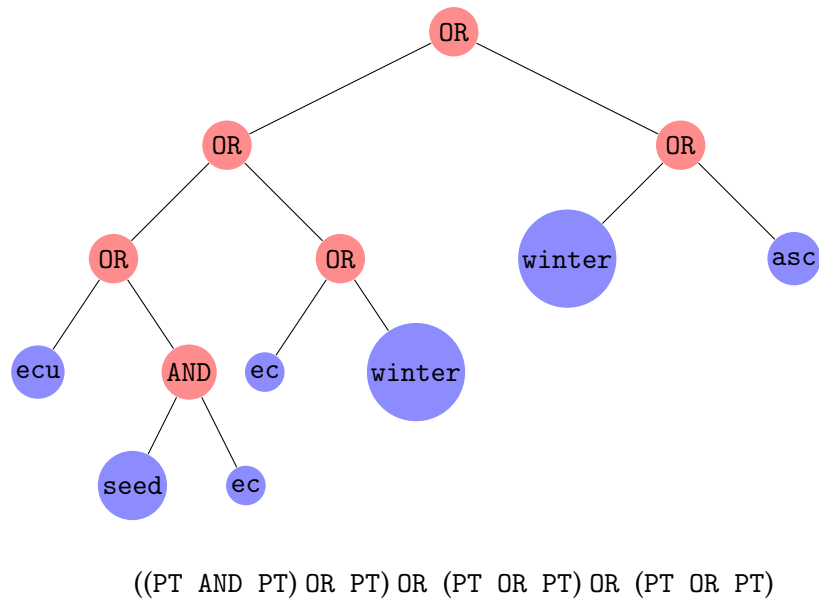 OR
OR OR
OR OR winter asc
ecu AND ec winter
seed ec
((PT AND PT) OR PT) OR (PT OR PT) OR (PT OR PT)